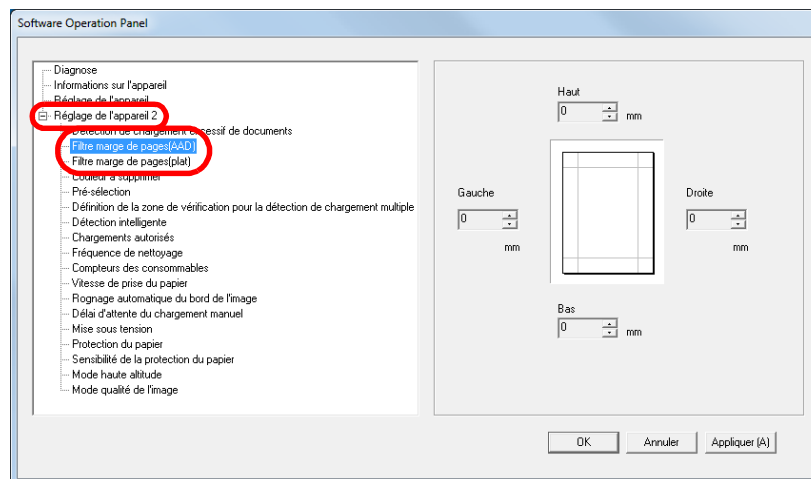 Software Operation Panel
Diagnose
Informations sur l'appareil
Réglage de l'appareil
Réglage de l'appareil 2
Détection de chargement excessif de documents
Filtre marge de pages(AAD)
Filtre marge de pages(plat)
Couleur à supprimer
Pré-sélection
Définition de la zone de vérification pour la détection de chargement multiple
Détection intelligente
Chargements autorisés
Fréquence de nettoyage
Compteurs des consommables
Vitesse de prise du papier
Rognage automatique du bord de l'image
Délai d'attente du chargement manuel
Mise sous tension
Protection du papier
Sensibilité de la protection du papier
Mode haute altitude
Mode qualité de l'image
Haut
0 mm
Gauche
0
mm
Droite
0
mm
Bas
0 mm
OK Annuler Appliquer (A)